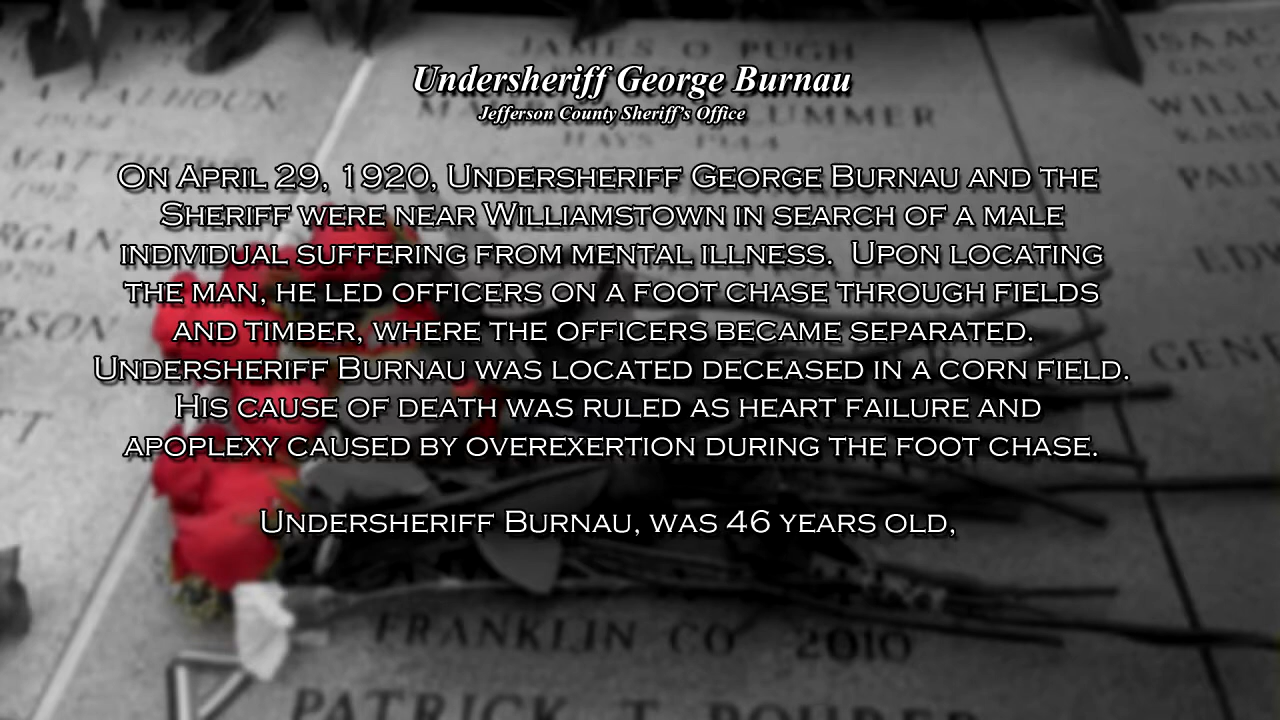 JAMES O PUGH
Undersheriff George Burnau
Jefferson County Sheriff's Office
A CALHOUN
HAYS 1944
On April 29, 1920, Undersheriff George Burnau and the
Sheriff were near Williamstown in search of a male
individual suffering from mental illness.  Upon locating
the man, he led officers on a foot chase through fields
and timber, where the officers became separated.
Undersheriff Burnau was located deceased in a corn field.
His cause of death was ruled as heart failure and
apoplexy caused by overexertion during the foot chase.
Undersheriff Burnau, was 46 years old,
FRANKLIN CO 2010
PATRICK T